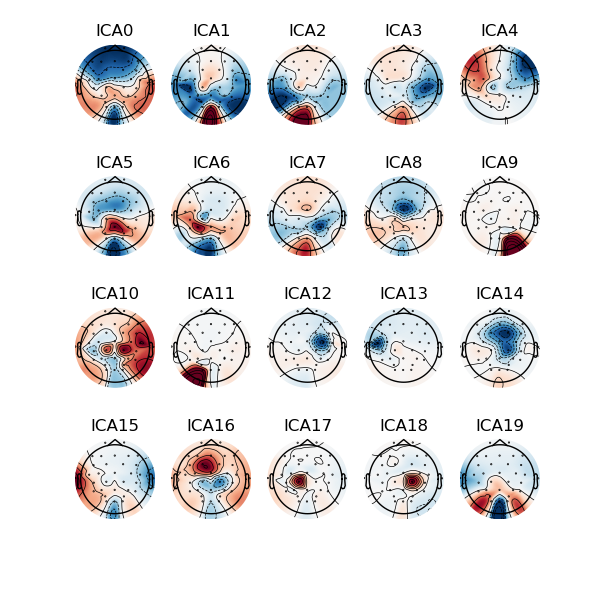 ICA0 ICA1 ICA2 ICA3 ICA4
ICA5 ICA6 ICA7 ICA8 ICA9
ICA10 ICA11 ICA12 ICA13 ICA14
ICA15 ICA16 ICA17 ICA18 ICA19